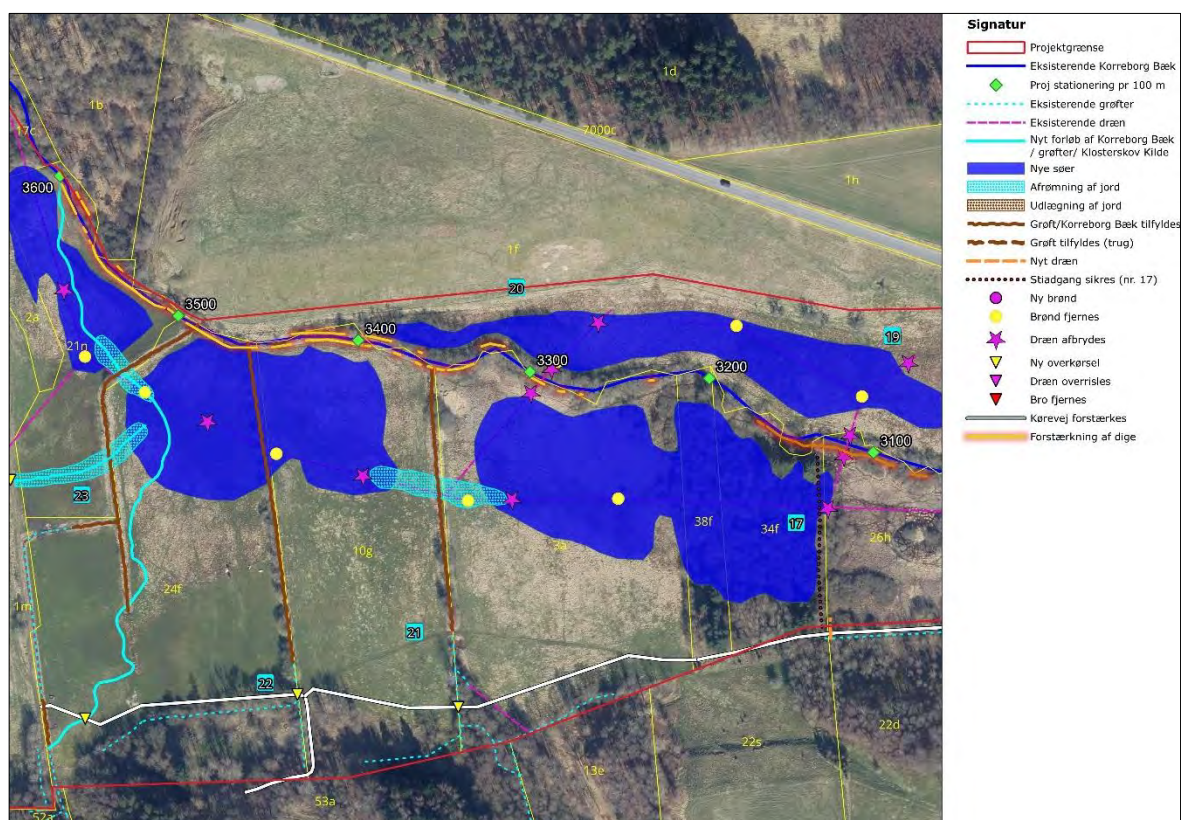 1d
1b
17c
7000c
1h
3600
1f
20
3500
3400
19
2a
21n
3300
3200
3100
23
38f
17
34f
26h
10g
3a
24f
1m
21
22
22d
22s
13e
53a
52a
Signatur
Projektgrænse
Eksisterende Korreborg Bæk
Proj stationering pr 100 m
Eksisterende grøfter
Eksisterende dræn
Nyt forløb af Korreborg Bæk
/ grøfter/ Klosterskov Kilde
Nye søer
Afrømning af jord
Udlægning af jord
Grøft/Korreborg Bæk tilfyldes
Grøft tilfyldes (trug)
Nyt dræn
Stiadgang sikres (nr. 17)
Ny brønd
Brønd fjernes
Dræn afbrydes
Ny overkørsel
Dræn overrisles
Bro fjernes
Kørevej forstærkes
Forstærkning af dige